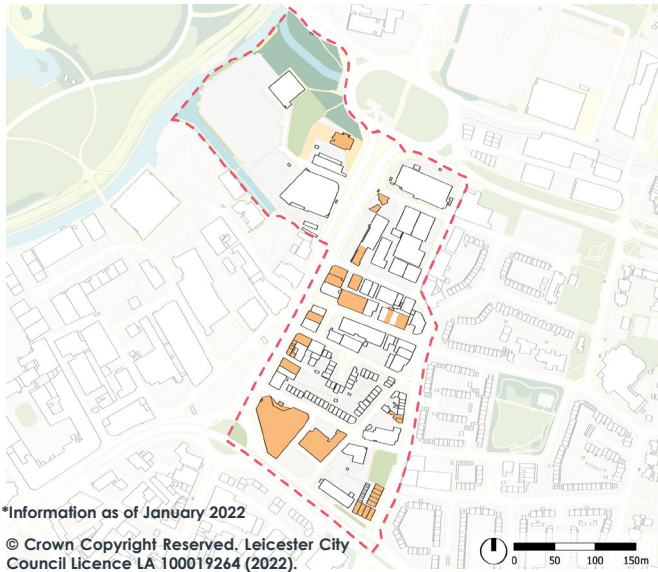 *Information as of January 2022
© Crown Copyright Reserved. Leicester City
Council Licence LA 100019264 (2022).
0 50 100 150m